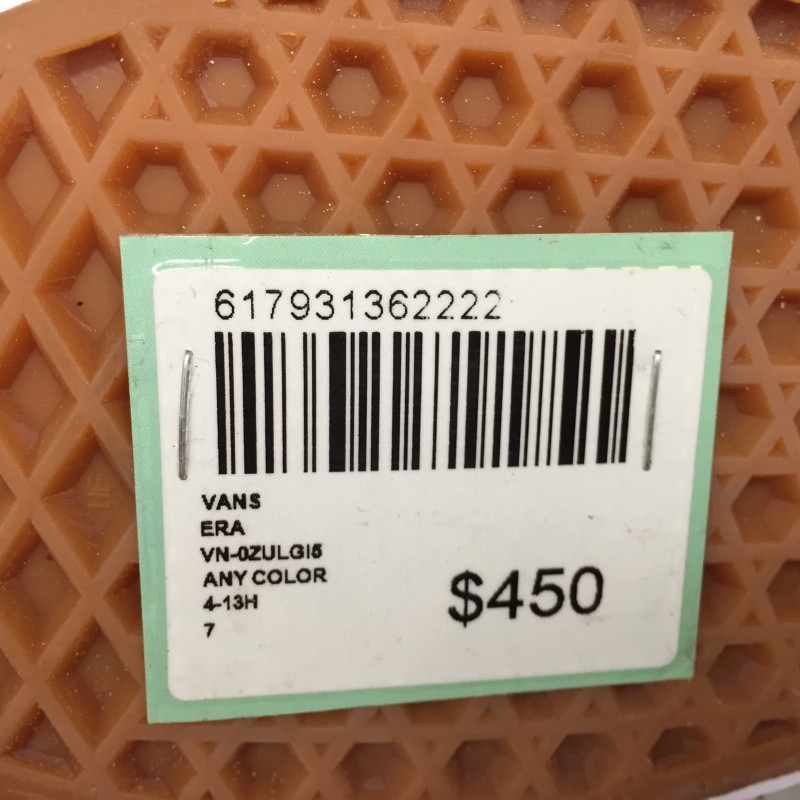 617931362222
VANS
ERA
VN-0ZULGI5
ANY COLOR
4-13H
7
$450